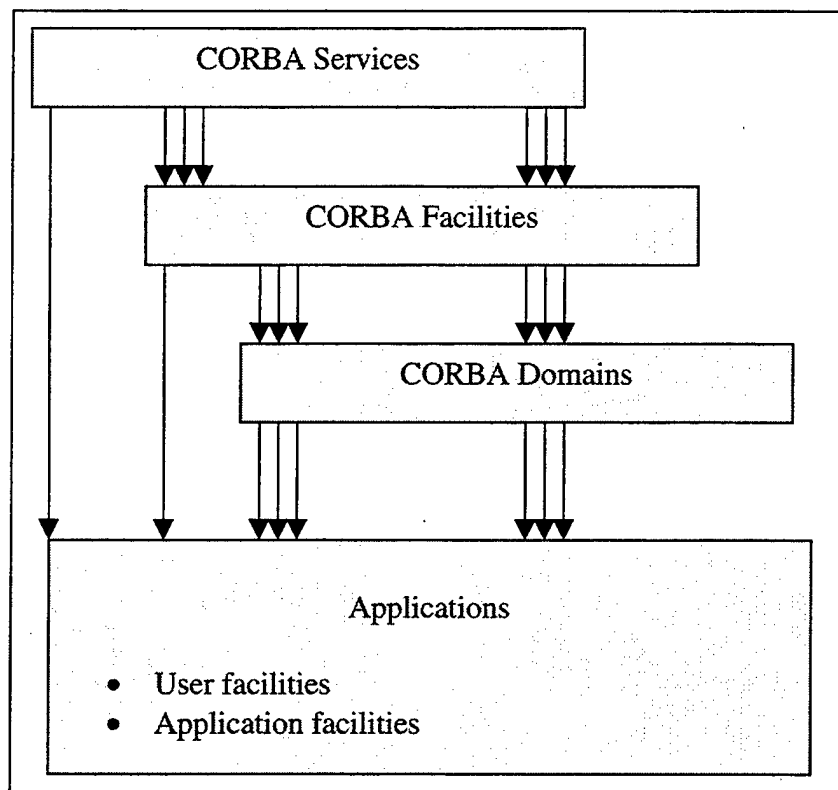 CORBA Services
CORBA Facilities
CORBA Domains
Applications
• User facilities
• Application facilities